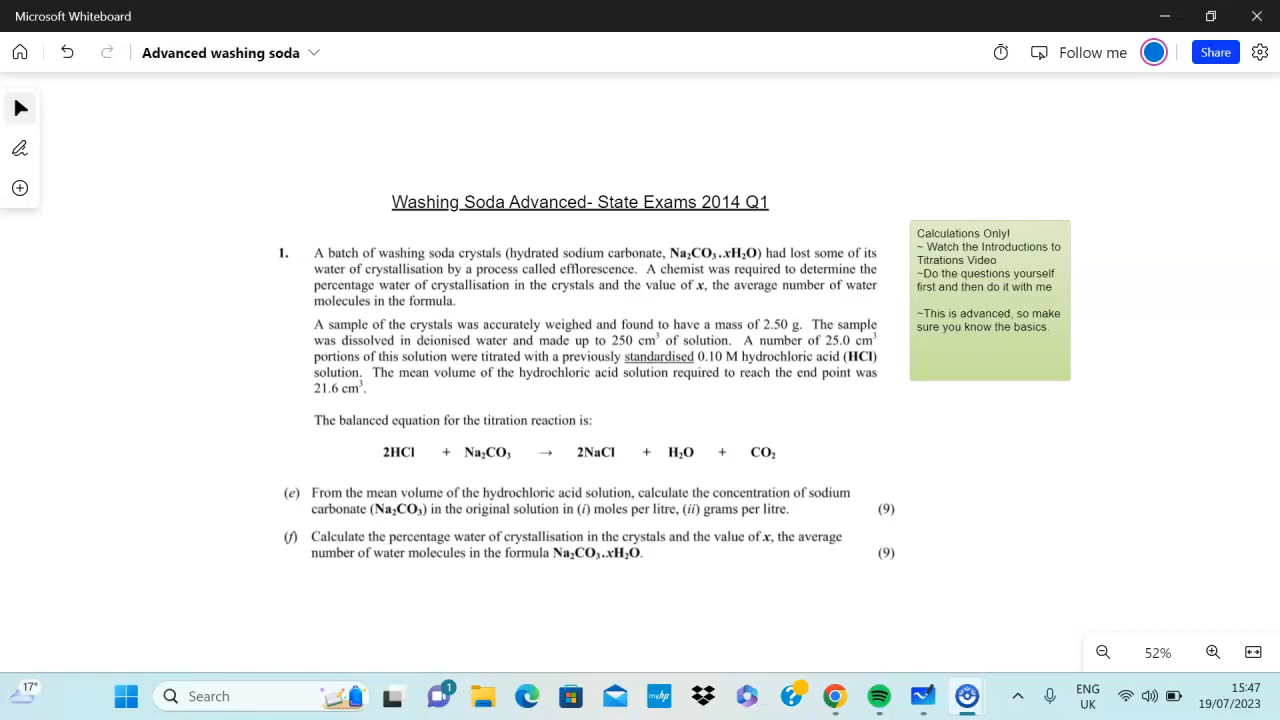 Microsoft Whiteboard
Advanced washing soda
Follow me
Share
Washing Soda Advanced- State Exams 2014 Q1
1. A batch of washing soda crystals (hydrated sodium carbonate, Na₂CO₃.xH₂O) had lost some of its
water of crystallisation by a process called efflorescence. A chemist was required to determine the
percentage water of crystallisation in the crystals and the value of x, the average number of water
molecules in the formula.
A sample of the crystals was accurately weighed and found to have a mass of 2.50 g. The sample
was dissolved in deionised water and made up to 250 cm³ of solution. A number of 25.0 cm³
portions of this solution were titrated with a previously standardised 0.10 M hydrochloric acid (HCl)
solution. The mean volume of the hydrochloric acid solution required to reach the end point was
21.6 cm³.
The balanced equation for the titration reaction is:
2HCl + Na₂CO₃ → 2NaCl + H₂O + CO₂
(e) From the mean volume of the hydrochloric acid solution, calculate the concentration of sodium
carbonate (Na₂CO₃) in the original solution in (i) moles per litre, (ii) grams per litre. (9)
(f) Calculate the percentage water of crystallisation in the crystals and the value of x, the average
number of water molecules in the formula Na₂CO₃.xH₂O. (9)
Calculations Only!
~ Watch the Introductions to
Titrations Video
~Do the questions yourself
first and then do it with me
~This is advanced, so make
sure you know the basics.
52%
17°
Search
1
myhp
ENG
UK
15:47
19/07/2023